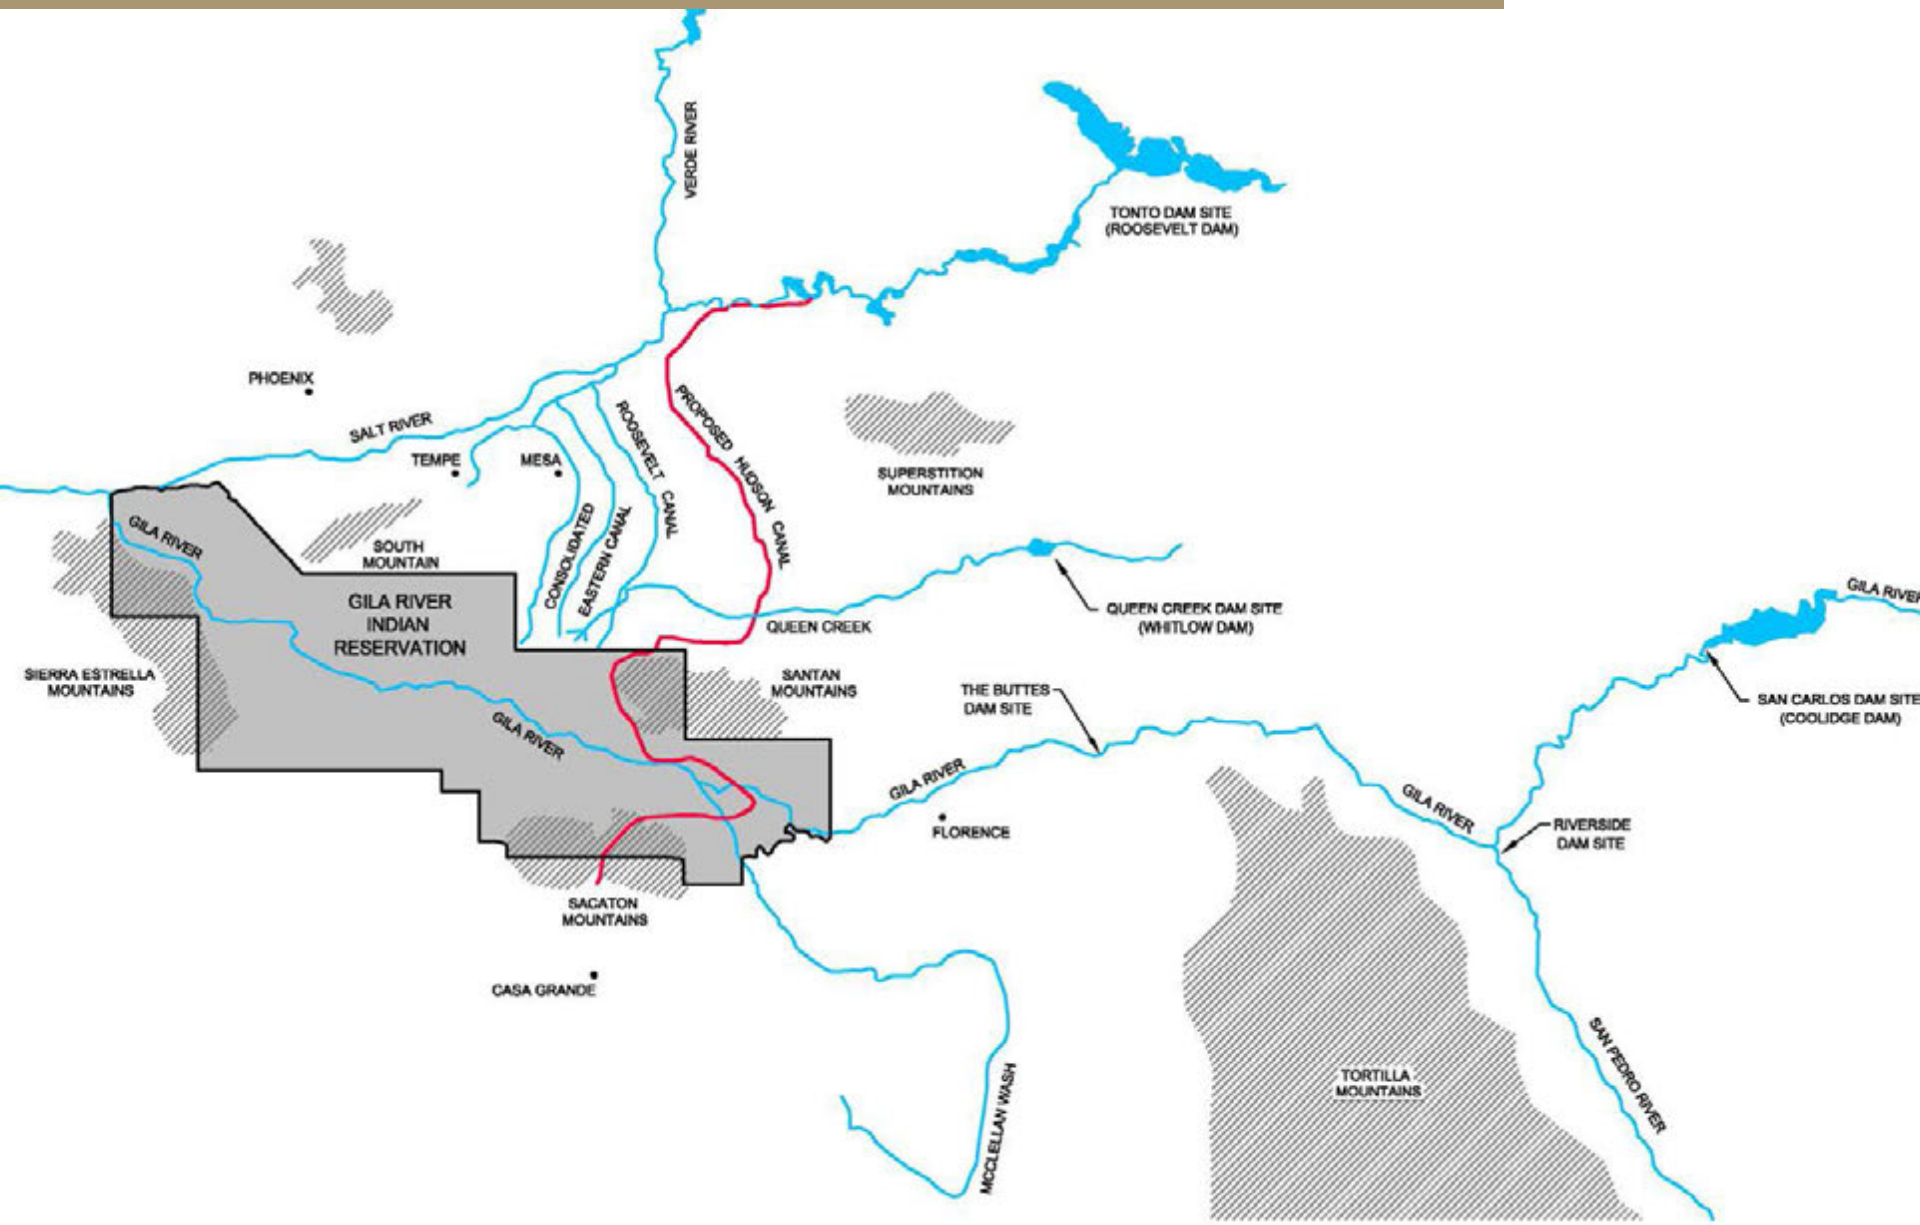 VERDE RIVER
TONTO DAM SITE
(ROOSEVELT DAM)
PHOENIX
SALT RIVER
TEMPE
MESA
ROOSEVELT CANAL
PROPOSED HUDSON CANAL
SUPERSTITION
MOUNTAINS
GILA RIVER
SOUTH
MOUNTAIN
CONSOLIDATED
EASTERN CANAL
GILA RIVER
INDIAN
RESERVATION
QUEEN CREEK
QUEEN CREEK DAM SITE
(WHITLOW DAM)
GILA RIVER
SIERRA ESTRELLA
MOUNTAINS
SANTAN
MOUNTAINS
THE BUTTES
DAM SITE
SAN CARLOS DAM SITE
(COOLIDGE DAM)
GILA RIVER
GILA RIVER
GILA RIVER
FLORENCE
RIVERSIDE
DAM SITE
SACATON
MOUNTAINS
CASA GRANDE
MCCLELLAN WASH
TORTILLA
MOUNTAINS
SAN PEDRO RIVER